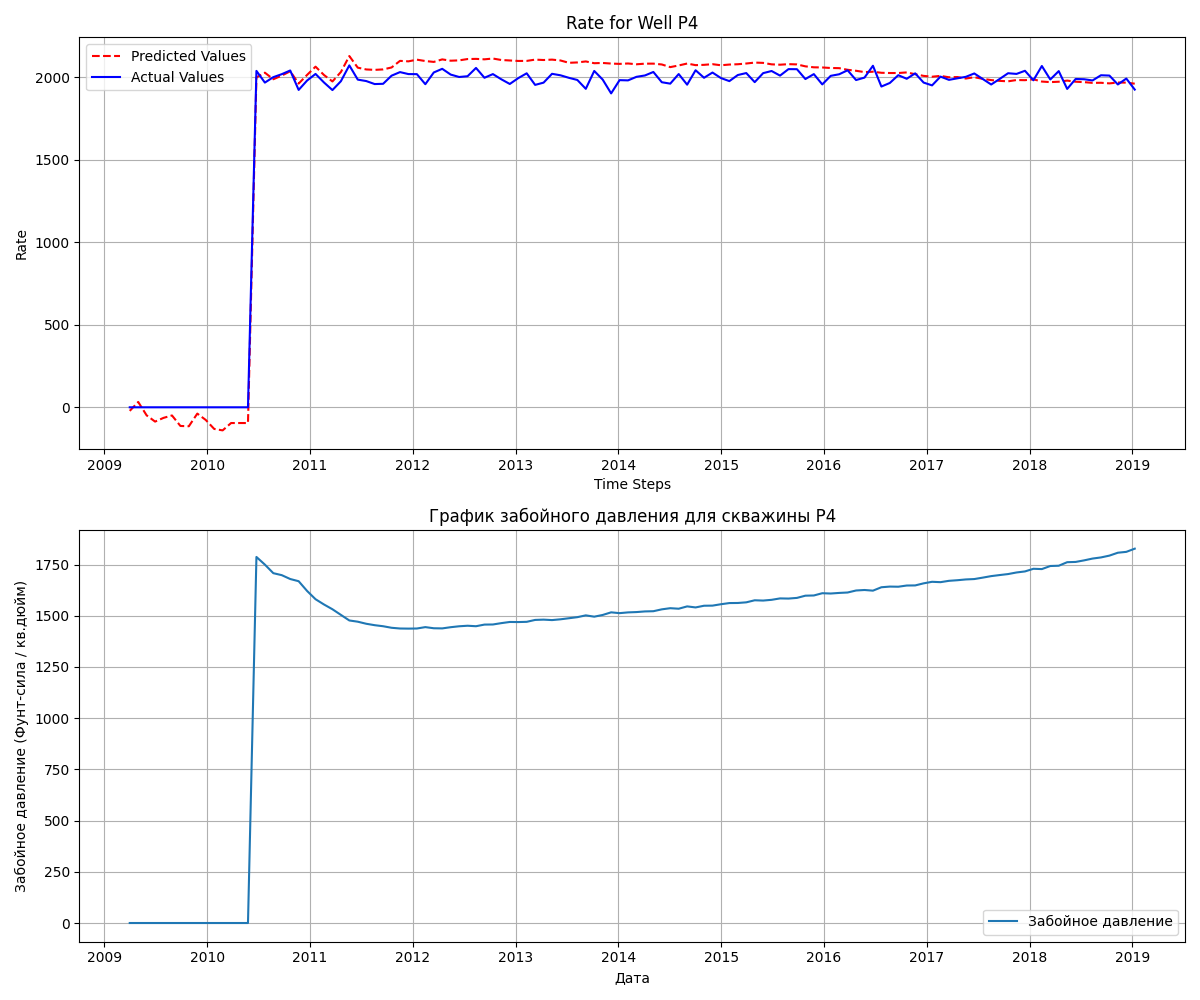 Rate for Well P4
Predicted Values
Actual Values
2000
1500
1000
500
0
Rate
2009 2010 2011 2012 2013 2014 2015 2016 2017 2018 2019
Time Steps
График забойного давления для скважины P4
1750
1500
1250
1000
750
500
250
0
Забойное давление (Фунт-сила / кв.дюйм)
Забойное давление
2009 2010 2011 2012 2013 2014 2015 2016 2017 2018 2019
Дата